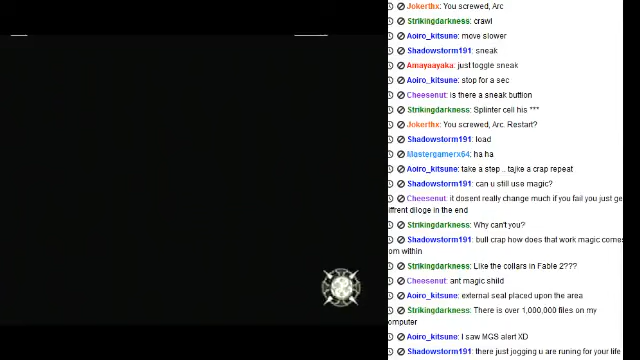 Jokerthx: You screwed, Arc
Strikingdarkness: crawl
Aoiro_kitsune: move slower
Shadowstorm191: sneak
Amayaayaka: just toggle sneak
Aoiro_kitsune: stop for a sec
Cheesenut: is there a sneak buttion
Strikingdarkness: Splinter cell his ***
Jokerthx: You screwed, Arc. Restart?
Shadowstorm191: load
Mastergamerx64: ha ha
Aoiro_kitsune: take a step .. tajke a crap repeat
Shadowstorm191: can u still use magic?
Cheesenut: it dosent really change much if you fail you just ge
iffrent diloge in the end
Strikingdarkness: Why can't you?
Shadowstorm191: bull crap how does that work magic comes
om within
Strikingdarkness: Like the collars in Fable 2???
Cheesenut: ant magic shild
Aoiro_kitsune: external seal placed upon the area
Strikingdarkness: There is over 1,000,000 files on my
omputer
Aoiro_kitsune: I saw MGS alert XD
Shadowstorm191: there just jogging u are runing for your life